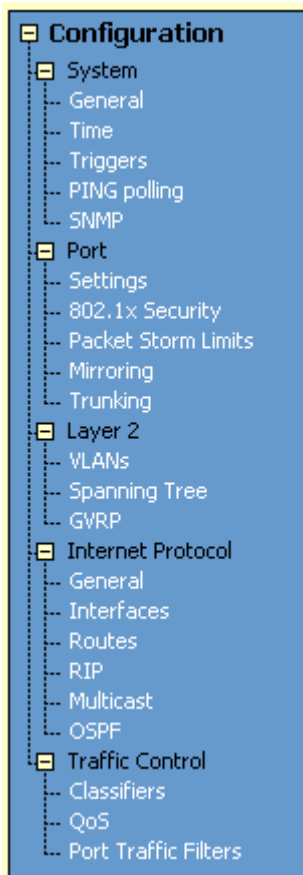 Configuration
System
General
Time
Triggers
PING polling
SNMP
Port
Settings
802.1x Security
Packet Storm Limits
Mirroring
Trunking
Layer 2
VLANs
Spanning Tree
GVRP
Internet Protocol
General
Interfaces
Routes
RIP
Multicast
OSPF
Traffic Control
Classifiers
QoS
Port Traffic Filters